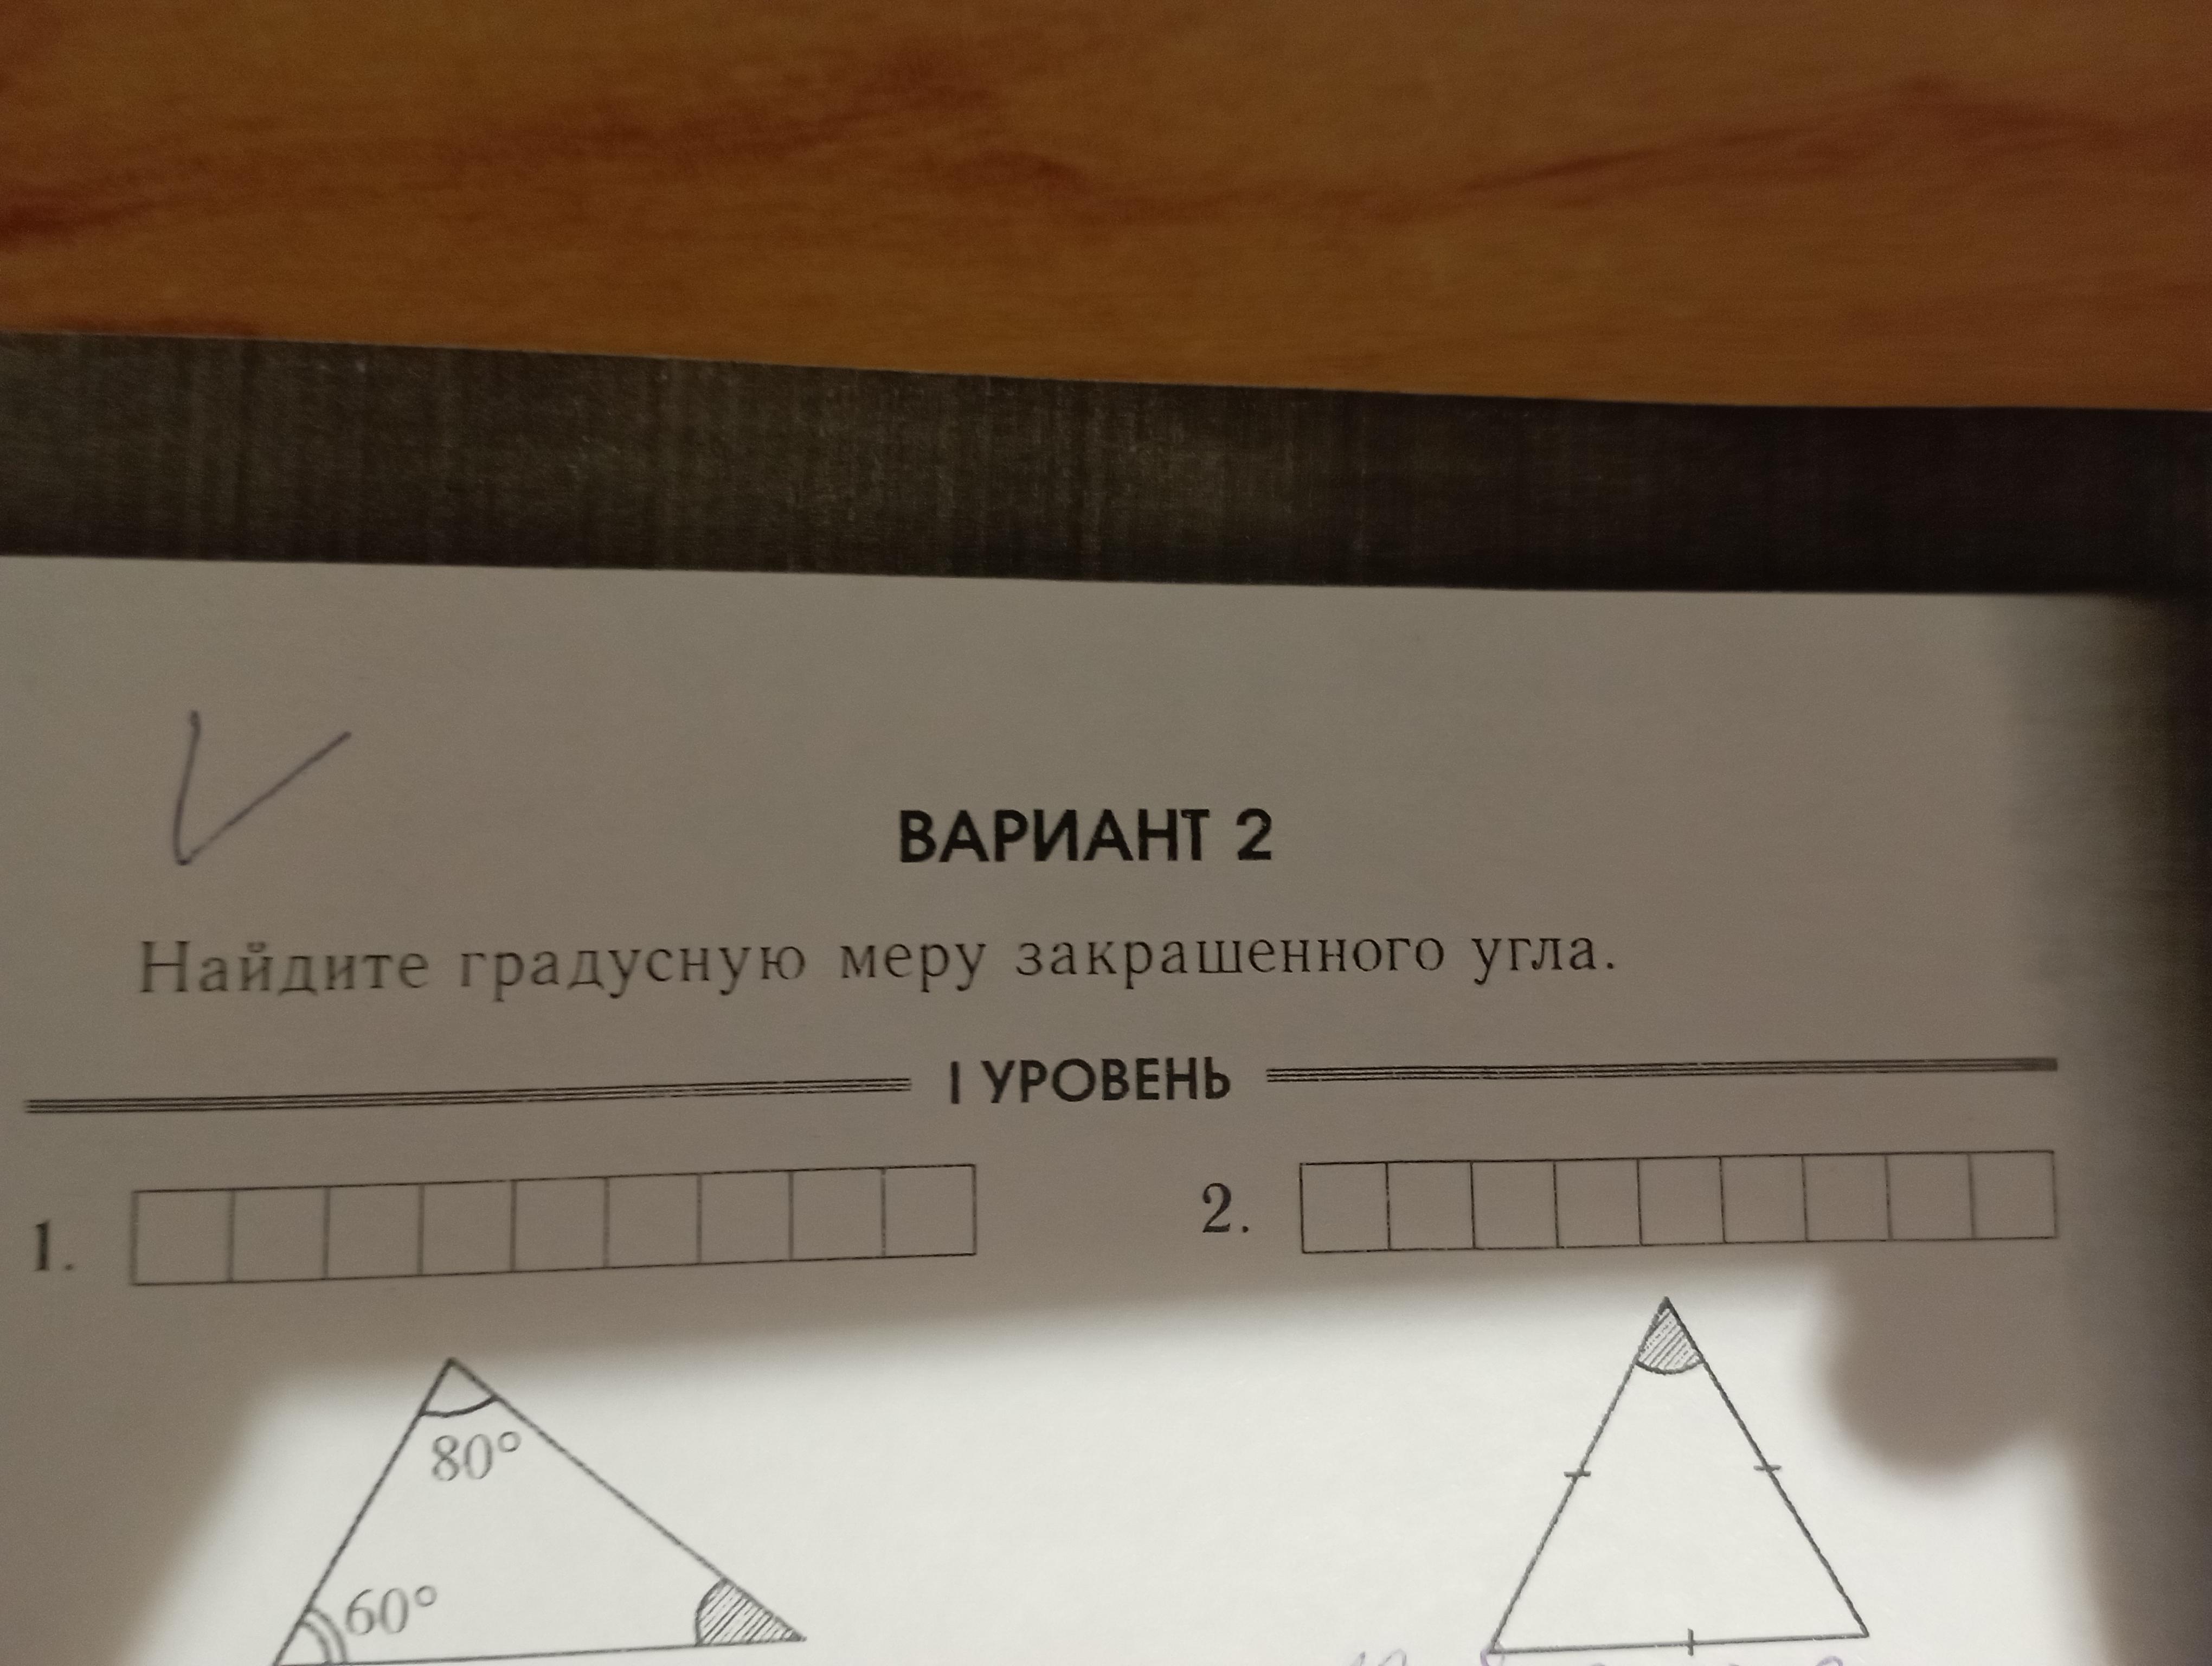 ВАРИАНТ 2
Найдите градусную меру закрашенного угла.
I УРОВЕНЬ
1.
2.
80°
60°